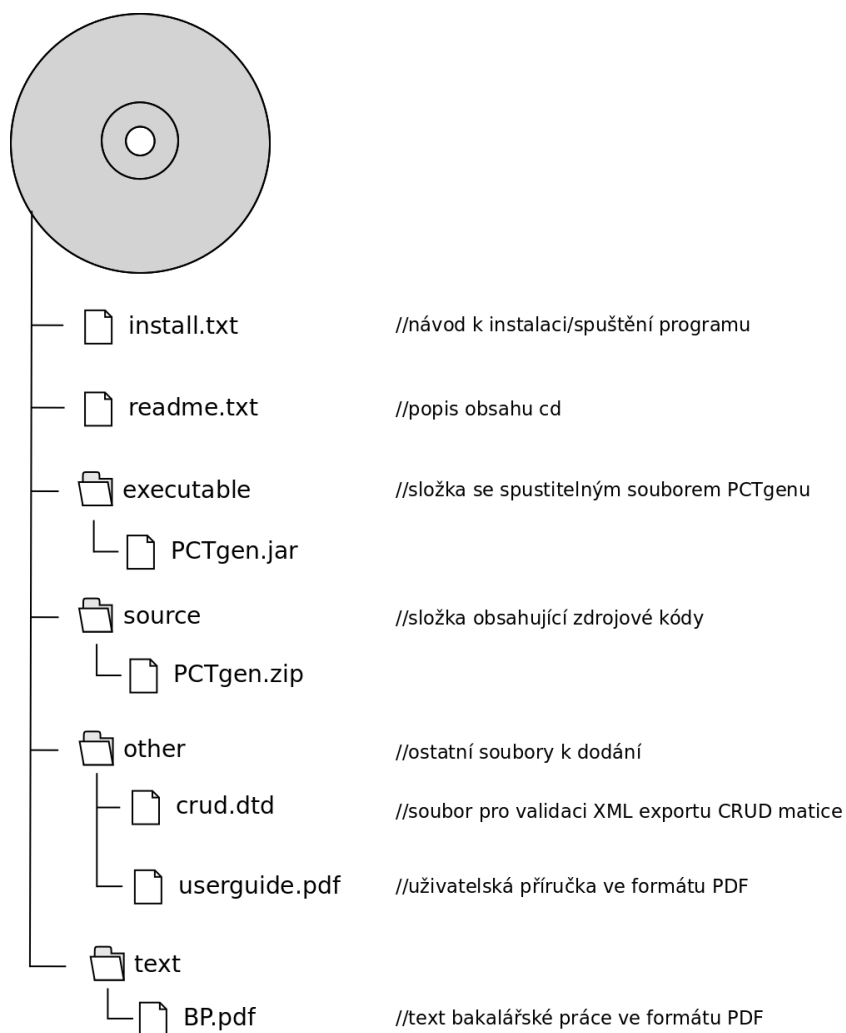 install.txt //návod k instalaci/spuštění programu
readme.txt //popis obsahu cd
executable //složka se spustitelným souborem PCTgenu
PCTgen.jar
source //složka obsahující zdrojové kódy
PCTgen.zip
other //ostatní soubory k dodání
crud.dtd //soubor pro validaci XML exportu CRUD matice
userguide.pdf //uživatelská příručka ve formátu PDF
text
BP.pdf //text bakalářské práce ve formátu PDF